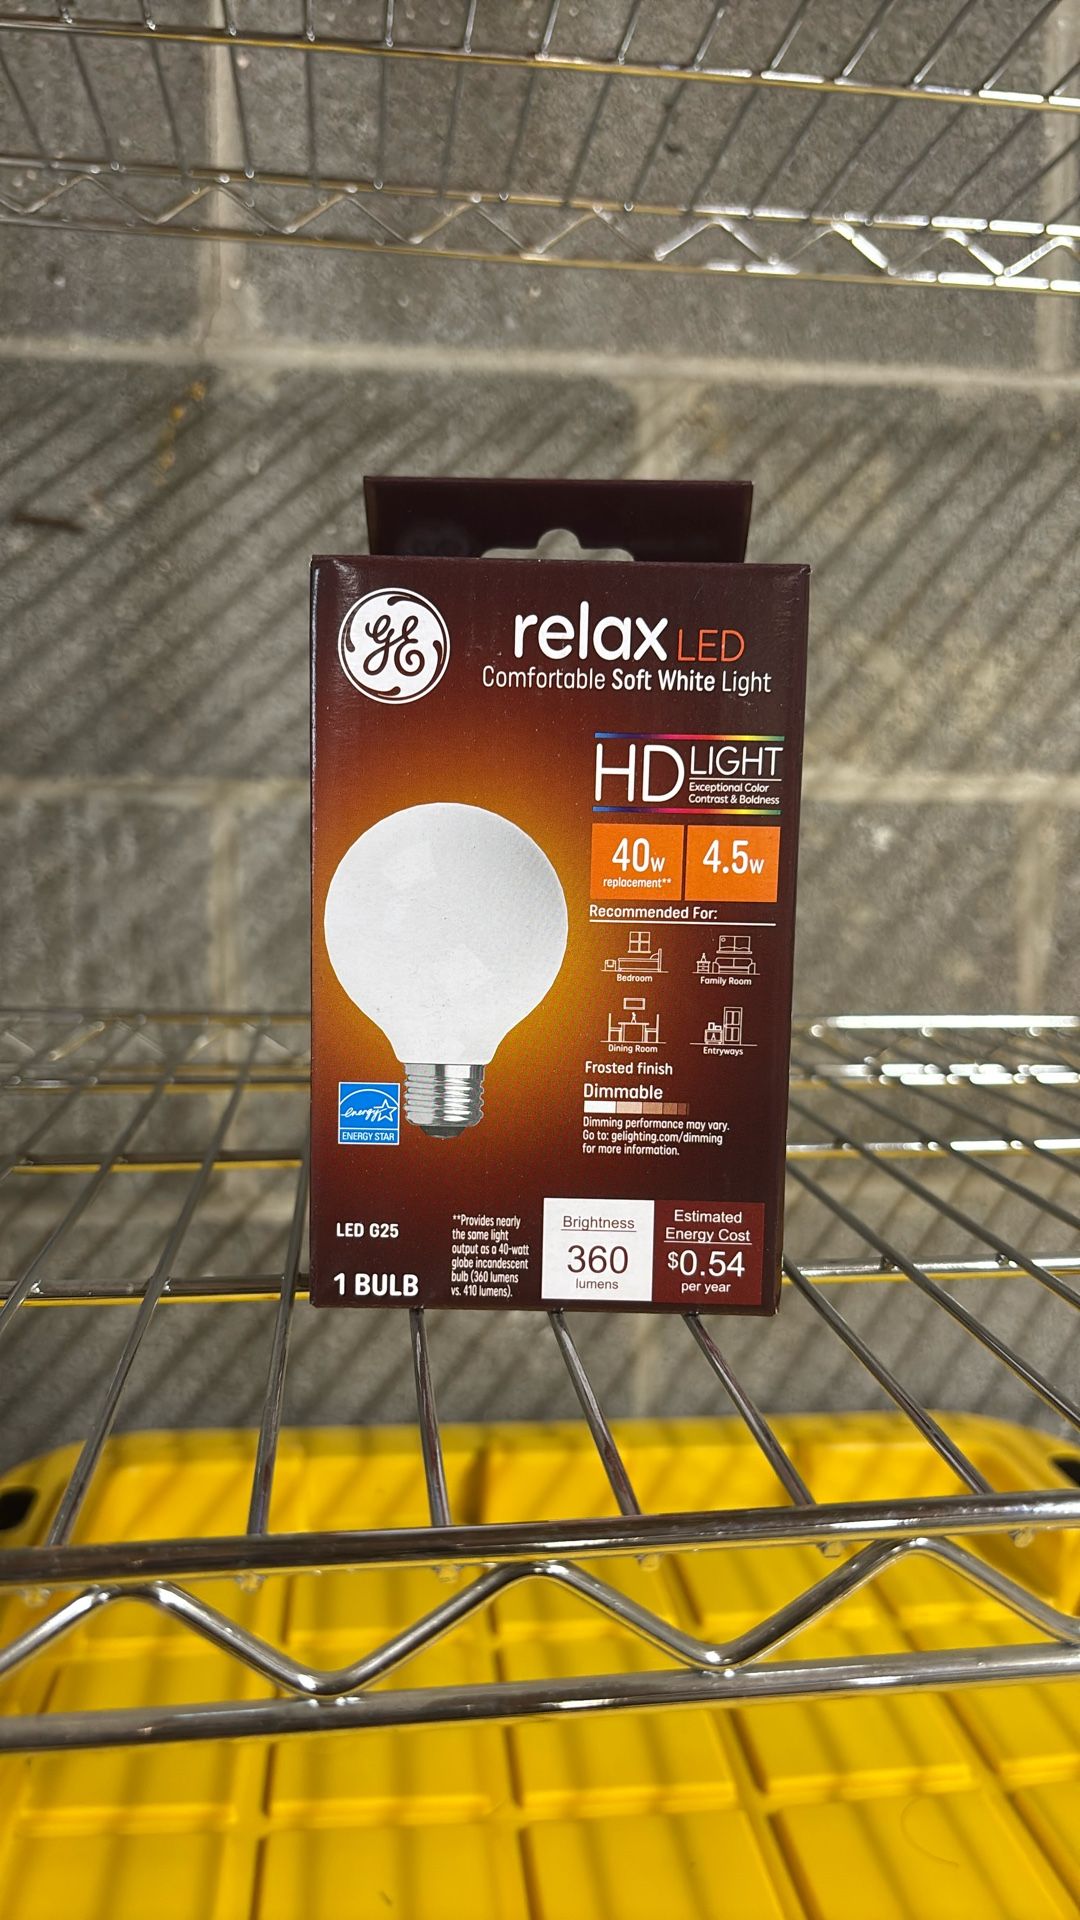 GE
relax LED
Comfortable Soft White Light
HD LIGHT
Exceptional Color
Contrast & Boldness
40w
replacement**
4.5w
Recommended For:
Bedroom
Family Room
Dining Room
Entryways
Frosted finish
Dimmable
Dimming performance may vary.
Go to: gelighting.com/dimming
for more information.
energy
ENERGY STAR
LED G25
1 BULB
**Provides nearly
the same light
output as a 40-watt
globe incandescent
bulb (360 lumens
vs. 410 lumens).
Brightness
360
lumens
Estimated
Energy Cost
$0.54
per year